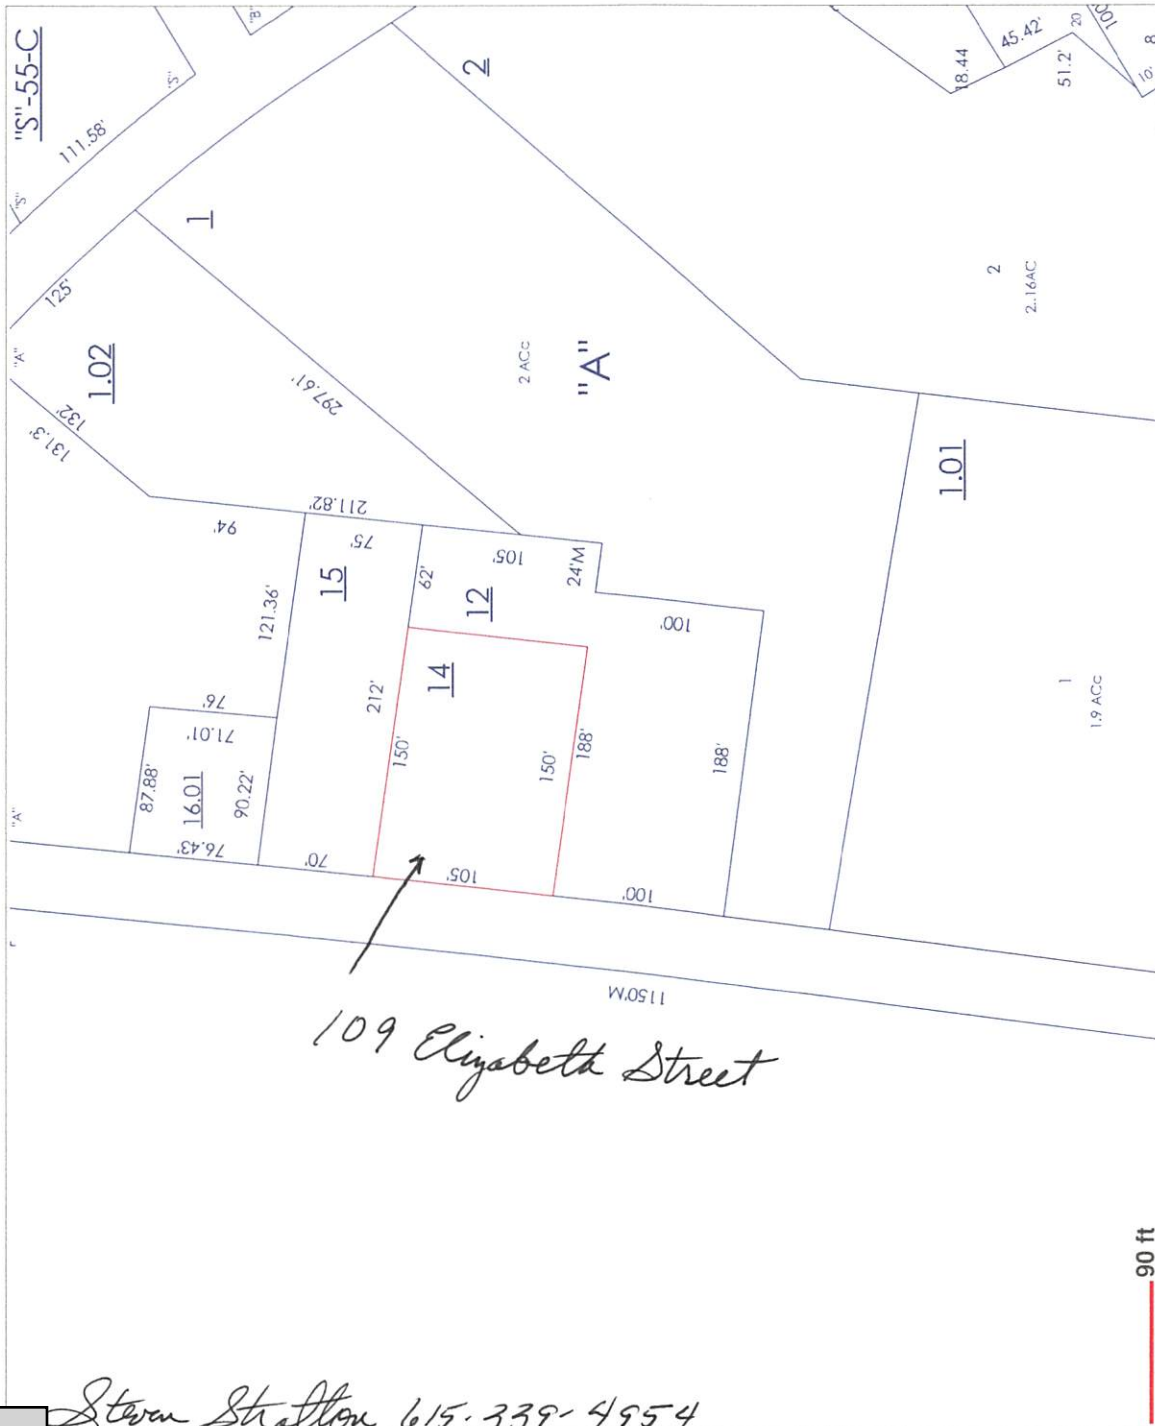 "S"-55-C
"B"
"S"
111.58'
"S"
2
18.44
45.42'
20
100
51.2'
8
10'
1
125'
"A"
1.02
132'
131.3'
297.61'
2 ACc
"A"
2
2..16AC
1.01
94'
211.82'
75'
15
121.36'
62'
105'
24'M
12
100'
76'
71.01'
87.88'
16.01
90.22'
76.43'
"A"
212'
14
150'
150'
188'
188'
1
1.9 ACc
70'
105'
100'
1150'M
109 Elizabeth Street
90 ft
Steven Stratton 615-339-4954